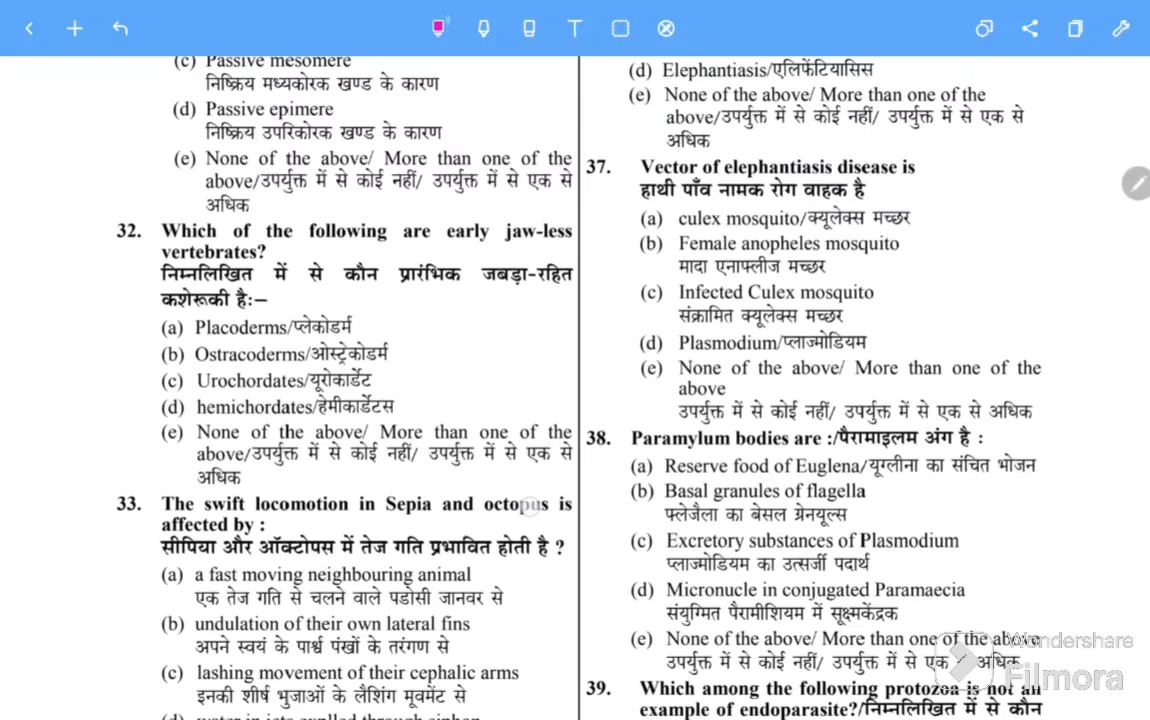 (c) Passive mesomere
निष्क्रिय मध्यकोरक खण्ड के कारण
(d) Passive epimere
निष्क्रिय उपरिकोरक खण्ड के कारण
(e) None of the above/ More than one of the
above/उपर्युक्त में से कोई नहीं/ उपर्युक्त में से एक से
अधिक
32. Which of the following are early jaw-less
vertebrates?
निम्नलिखित में से कौन प्रारंभिक जबड़ा-रहित
कशेरूकी हैः–
(a) Placoderms/प्लेकोडर्म
(b) Ostracoderms/ओस्ट्रेकोडर्म
(c) Urochordates/यूरोकार्डेट
(d) hemichordates/हेमीकार्डेटस
(e) None of the above/ More than one of the
above/उपर्युक्त में से कोई नहीं/ उपर्युक्त में से एक से
अधिक
33. The swift locomotion in Sepia and octopus is
affected by :
सीपिया और ऑक्टोपस में तेज गति प्रभावित होती है ?
(a) a fast moving neighbouring animal
एक तेज गति से चलने वाले पडोसी जानवर से
(b) undulation of their own lateral fins
अपने स्वयं के पार्श्व पंखों के तरंगण से
(c) lashing movement of their cephalic arms
इनकी शीर्ष भुजाओं के लैशिंग मूवमेंट से
(d) water in jets explled through siphon
(d) Elephantiasis/एलिफेंटियासिस
(e) None of the above/ More than one of the
above/उपर्युक्त में से कोई नहीं/ उपर्युक्त में से एक से
अधिक
37. Vector of elephantiasis disease is
हाथी पाँव नामक रोग वाहक है
(a) culex mosquito/क्यूलेक्स मच्छर
(b) Female anopheles mosquito
मादा एनाफ्लीज मच्छर
(c) Infected Culex mosquito
संक्रामित क्यूलेक्स मच्छर
(d) Plasmodium/प्लाज्मोडियम
(e) None of the above/ More than one of the
above
उपर्युक्त में से कोई नहीं/ उपर्युक्त में से एक से अधिक
38. Paramylum bodies are :/पैरामाइलम अंग है :
(a) Reserve food of Euglena/यूग्लीना का संचित भोजन
(b) Basal granules of flagella
फ्लेजैला का बेसल ग्रेनयूल्स
(c) Excretory substances of Plasmodium
प्लाज्मोडियम का उत्सर्जी पदार्थ
(d) Micronucle in conjugated Paramaecia
संयुग्मित पैरामीशियम में सूक्ष्मकेंद्रक
(e) None of the above/ More than one of the above
उपर्युक्त में से कोई नहीं/ उपर्युक्त में से एक से अधिक
39. Which among the following protozoa is not an
example of endoparasite?/निम्नलिखित में से कौन
Wondershare
Filmora